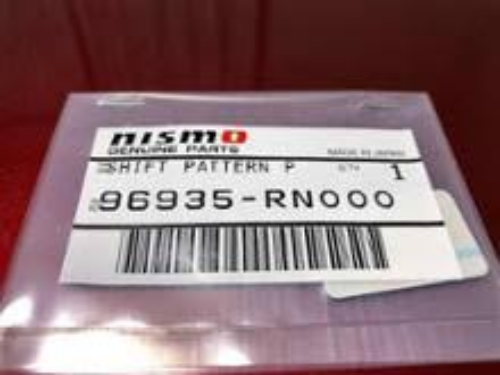 nismo
GENUINE PARTS
MADE IN JAPAN
SHIFT PATTERN P
Q'TY 1
96935-RN000